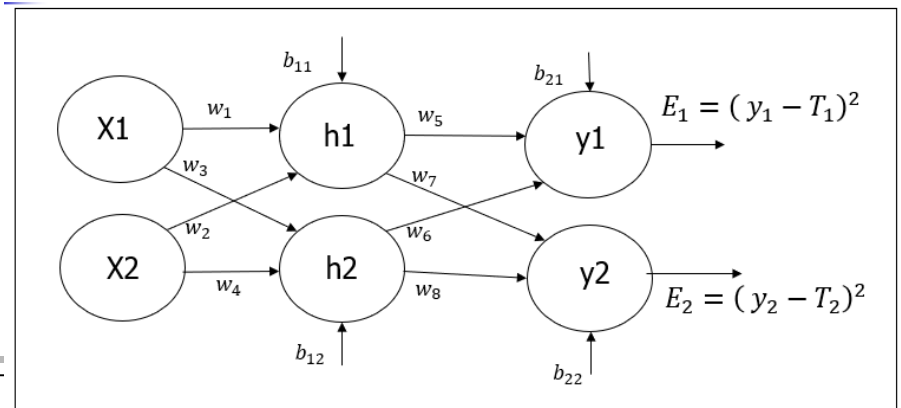 b₁₁
b₂₁
X1
w₁
h1
w₅
y1
E₁ = ( y₁ − T₁)²
w₃
w₇
w₂
w₆
X2
w₄
h2
w₈
y2
E₂ = ( y₂ − T₂)²
b₁₂
b₂₂